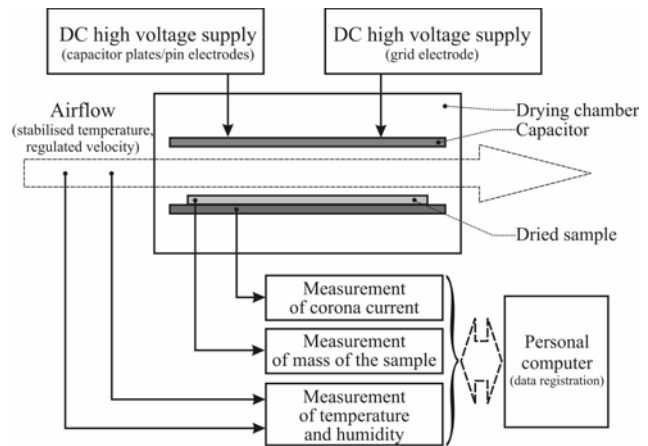 DC high voltage supply
(capacitor plates/pin electrodes)
DC high voltage supply
(grid electrode)
Airflow
(stabilised temperature,
regulated velocity)
Drying chamber
Capacitor
Dried sample
Measurement
of corona current
Measurement
of mass of the sample
Measurement
of temperature
and humidity
Personal
computer
(data registration)